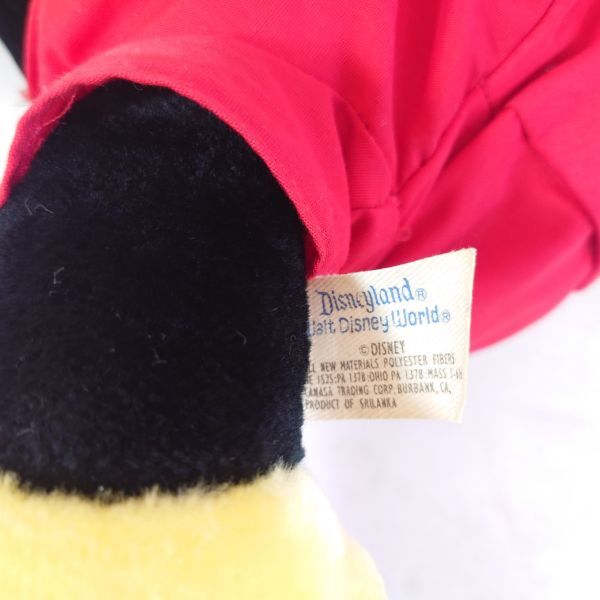 Disneyland®
Walt Disney World®
© DISNEY
ALL NEW MATERIALS POLYESTER FIBERS
1525:PA 1378:OHIO PA 1378:MASS T-
CANASA TRADING CORP. BURBANK, CA,
PRODUCT OF SRILANKA